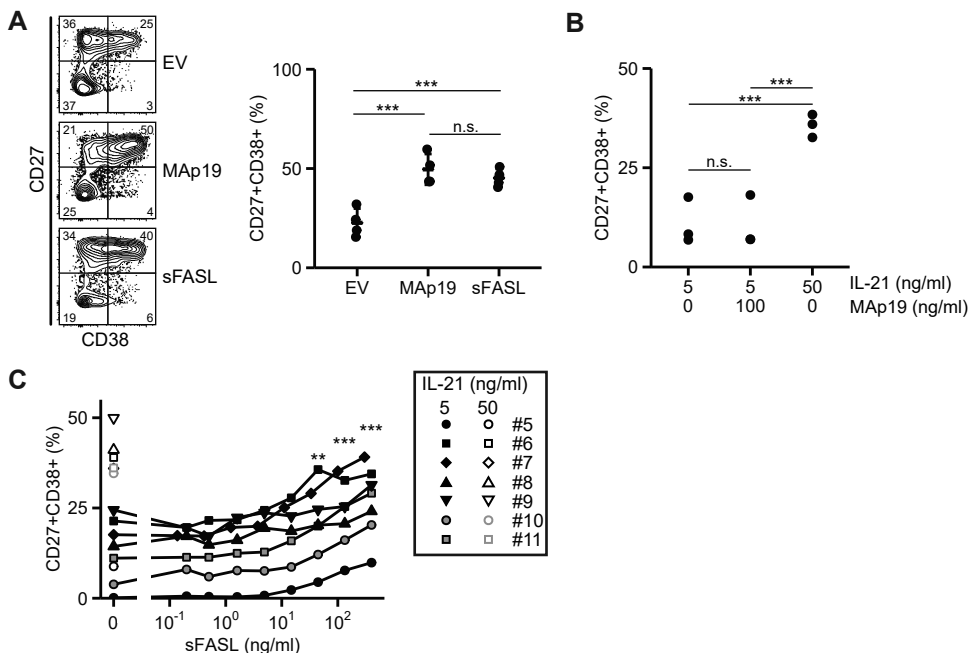 A
36 25
37 3
EV
21 50
25 4
MAp19
34 40
19 6
sFASL
CD27
CD38
CD27+CD38+ (%)
100
50
0
***
***
n.s.
EV MAp19 sFASL
B
CD27+CD38+ (%)
50
25
0
***
***
n.s.
5 5 50 IL-21 (ng/ml)
0 100 0 MAp19 (ng/ml)
C
CD27+CD38+ (%)
50
25
0
** *** ***
0 10-1 100 101 102
sFASL (ng/ml)
IL-21 (ng/ml)
5 50
#5
#6
#7
#8
#9
#10
#11